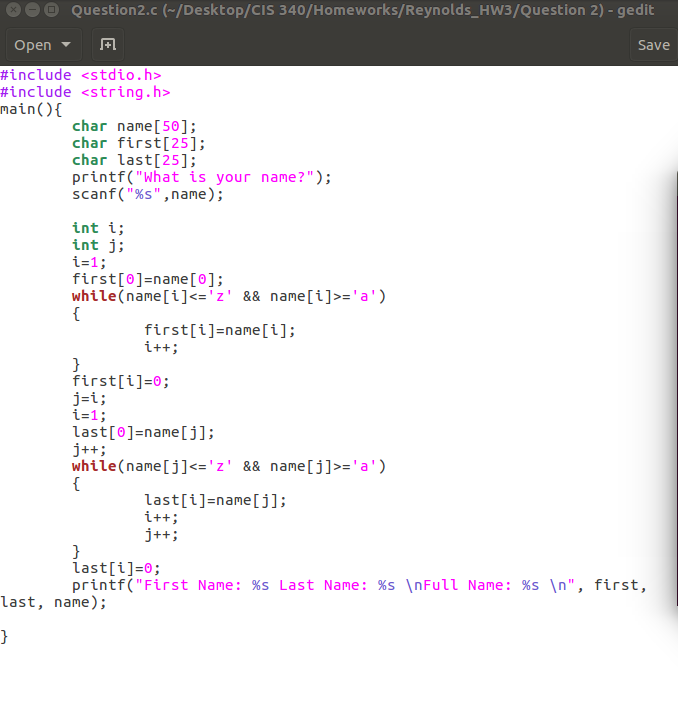 Question2.c (~/Desktop/CIS 340/Homeworks/Reynolds_HW3/Question 2) - gedit
Open
Save
#include <stdio.h>
#include <string.h>
main(){
        char name[50];
        char first[25];
        char last[25];
        printf("What is your name?");
        scanf("%s",name);

        int i;
        int j;
        i=1;
        first[0]=name[0];
        while(name[i]<='z' && name[i]>='a')
        {
                first[i]=name[i];
                i++;
        }
        first[i]=0;
        j=i;
        i=1;
        last[0]=name[j];
        j++;
        while(name[j]<='z' && name[j]>='a')
        {
                last[i]=name[j];
                i++;
                j++;
        }
        last[i]=0;
        printf("First Name: %s Last Name: %s \nFull Name: %s \n", first,
last, name);

}